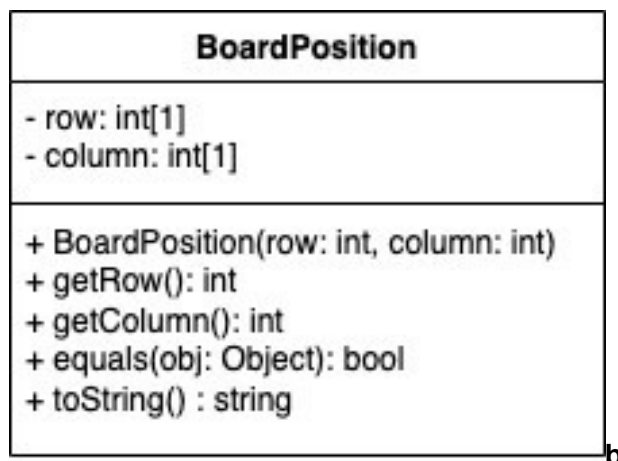 BoardPosition
- row: int[1]
- column: int[1]
+ BoardPosition(row: int, column: int)
+ getRow(): int
+ getColumn(): int
+ equals(obj: Object): bool
+ toString() : string
b